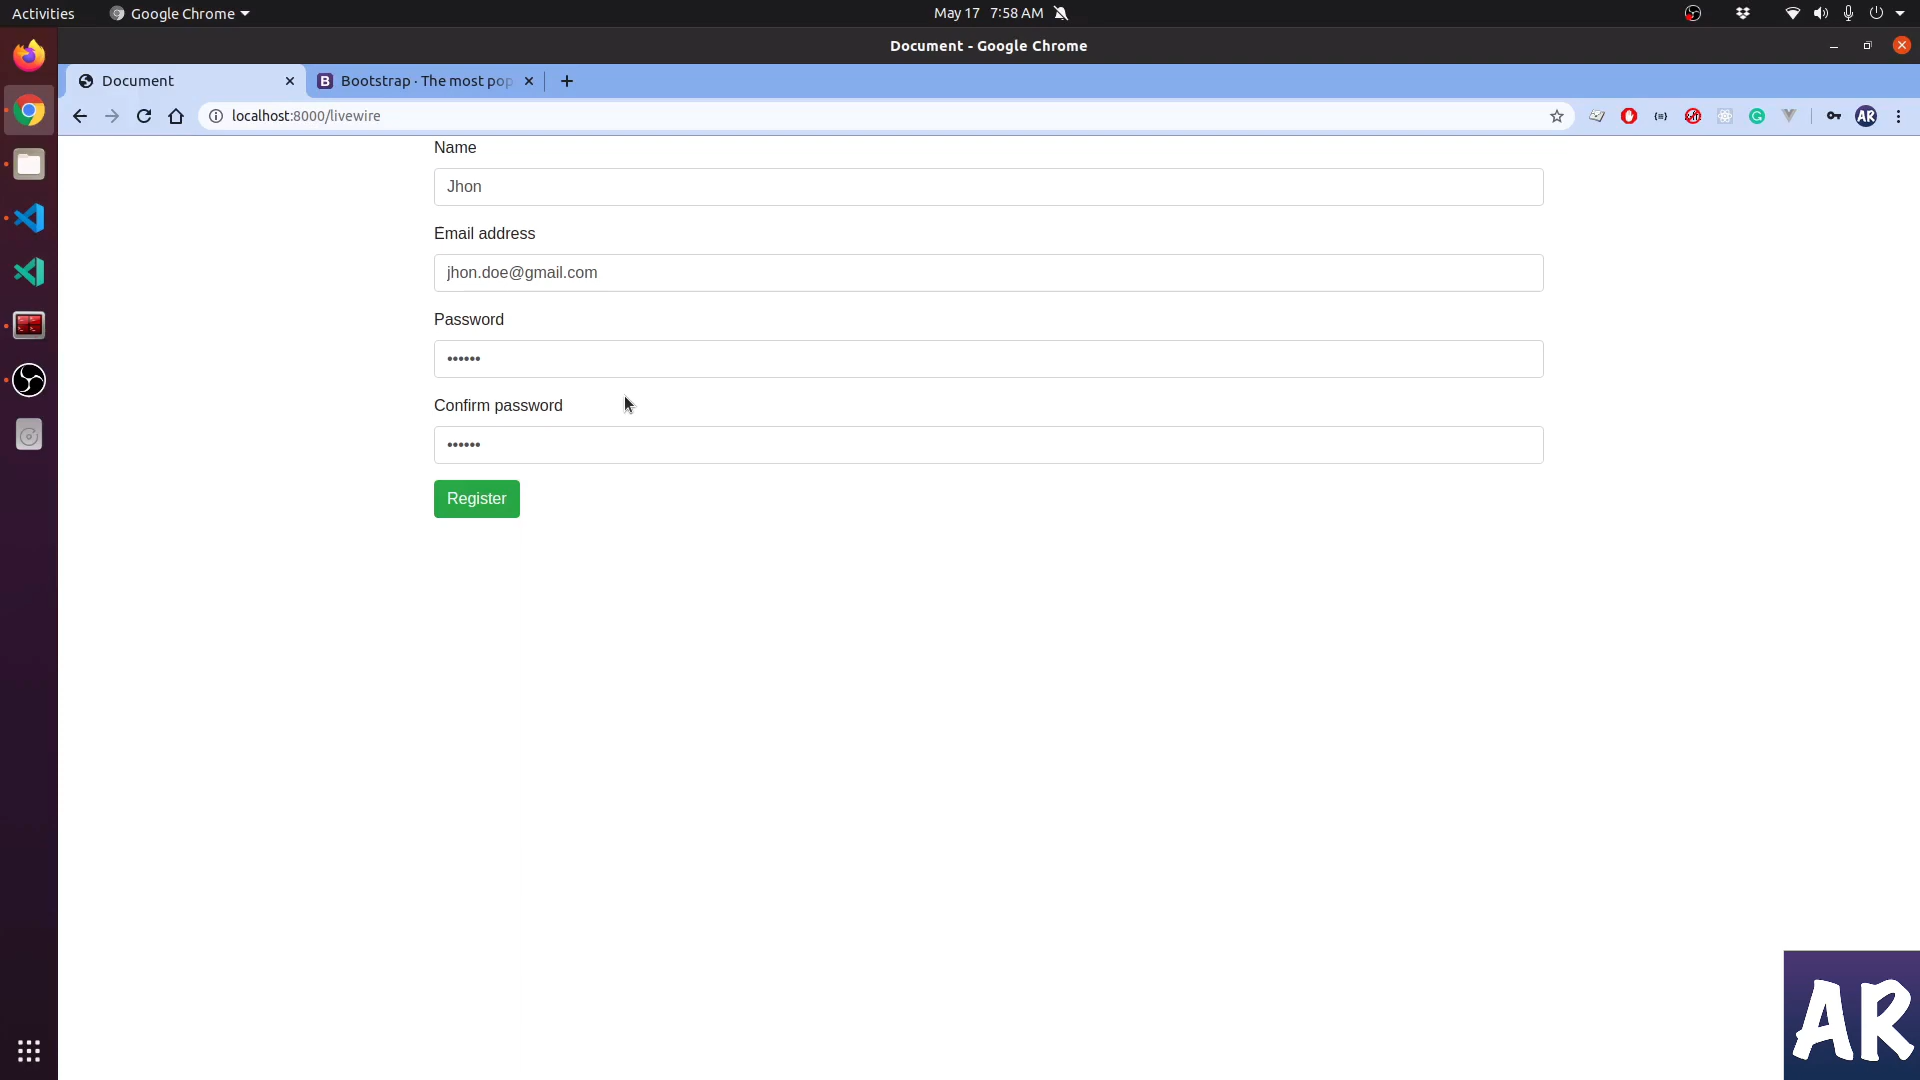 Activities
Google Chrome
May 17 7:58 AM
Document - Google Chrome
Document
B Bootstrap · The most pop
localhost:8000/livewire
AR
Name
Jhon
Email address
jhon.doe@gmail.com
Password
••••••
Confirm password
••••••
Register
AR